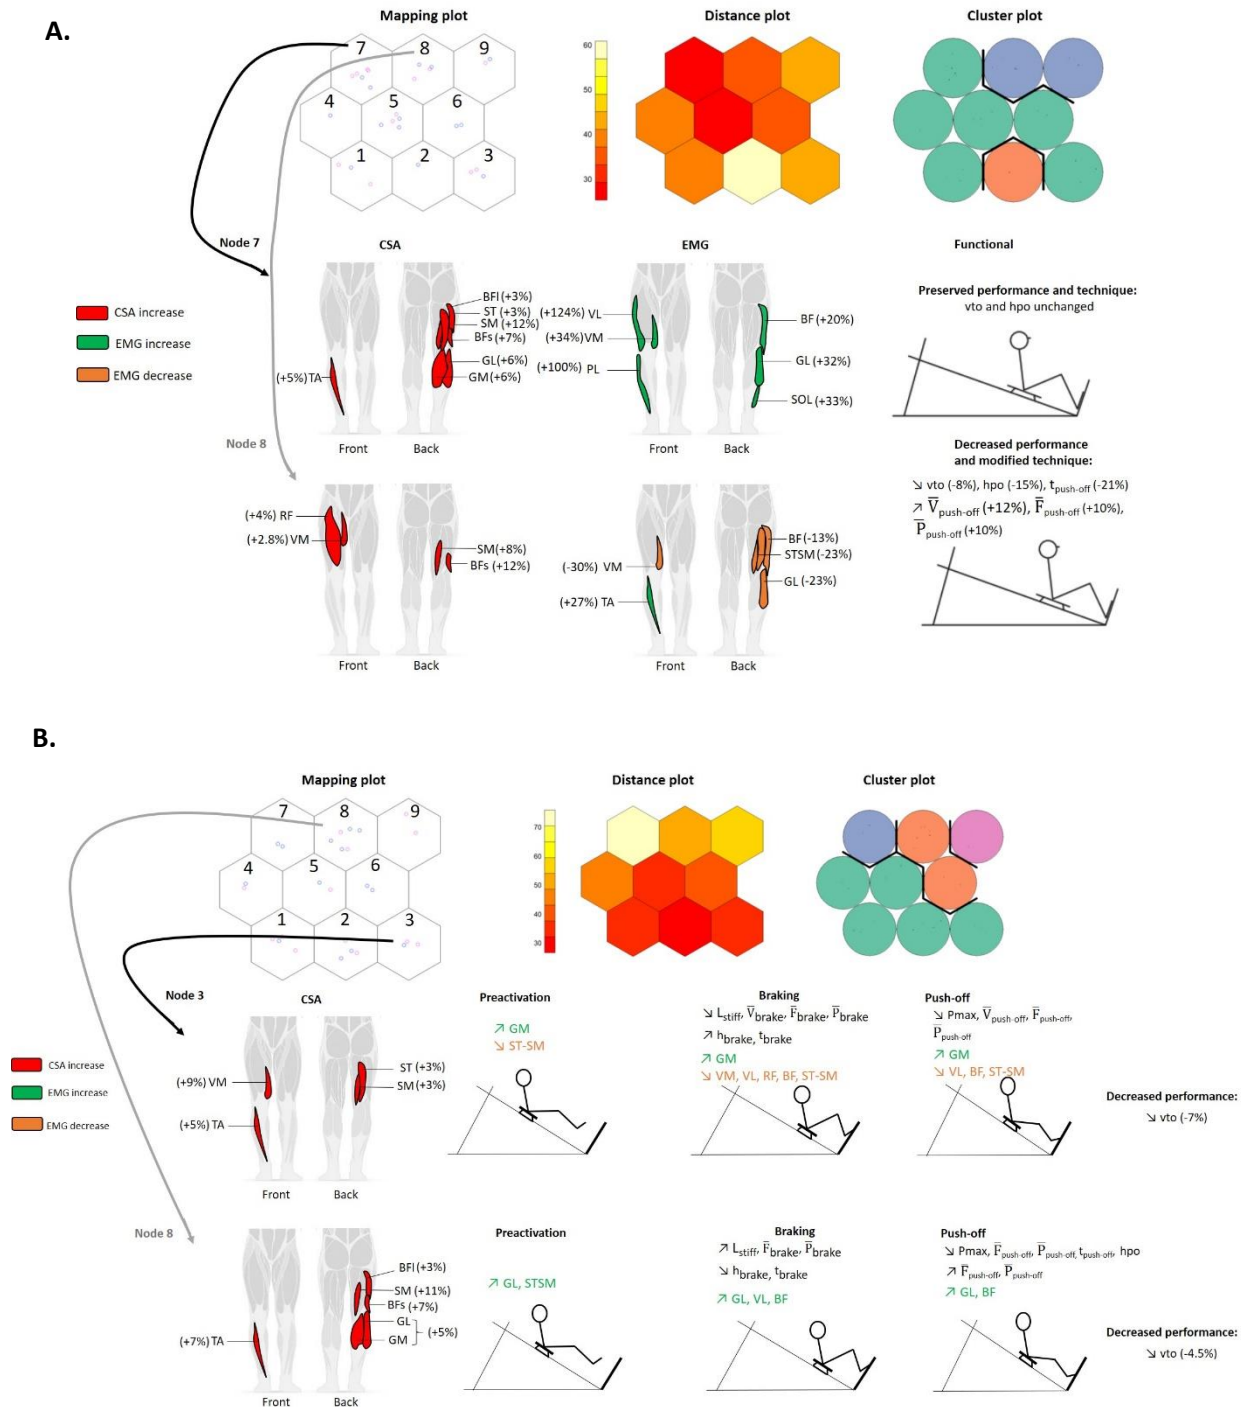 A.
Mapping plot
Distance plot
Cluster plot
7 8 9
4 5 6
1 2 3
60
50
40
30
Node 7
CSA
EMG
Functional
CSA increase
EMG increase
EMG decrease
BFl (+3%)
ST (+3%)
SM (+12%)
BFs (+7%)
GL (+6%)
GM (+6%)
(+5%) TA
Front
Back
(+124%) VL
(+34%) VM
(+100%) PL
BF (+20%)
GL (+32%)
SOL (+33%)
Preserved performance and technique:
vto and hpo unchanged
Node 8
(+4%) RF
(+2.8%) VM
SM (+8%)
BFs (+12%)
Front
Back
(-30%) VM
(+27%) TA
BF (-13%)
STSM (-23%)
GL (-23%)
Front
Back
Decreased performance
and modified technique:
↘ vto (-8%), hpo (-15%), t push-off (-21%)
↗ V̅ push-off (+12%), F̅ push-off (+10%),
P̅ push-off (+10%)
B.
Mapping plot
Distance plot
Cluster plot
7 8 9
4 5 6
1 2 3
70
60
50
40
30
Node 3
CSA
Preactivation
Braking
Push-off
CSA increase
EMG increase
EMG decrease
(+9%) VM
(+5%) TA
ST (+3%)
SM (+3%)
Front
Back
↗ GM
↘ ST-SM
↘ L stiff, V̅ brake, F̅ brake, P̅ brake
↗ h brake, t brake
↗ GM
↘ VM, VL, RF, BF, ST-SM
↘ Pmax, V̅ push-off, F̅ push-off,
P̅ push-off
↗ GM
↘ VL, BF, ST-SM
Decreased performance:
↘ vto (-7%)
Node 8
BFl (+3%)
SM (+11%)
BFs (+7%)
GL
GM
(+5%)
(+7%) TA
Front
Back
Preactivation
↗ GL, STSM
Braking
↗ L stiff, F̅ brake, P̅ brake
↘ h brake, t brake
↗ GL, VL, BF
Push-off
↘ Pmax, F̅ push-off, P̅ push-off, t push-off, hpo
↗ F̅ push-off, P̅ push-off
↗ GL, BF
Decreased performance:
↘ vto (-4.5%)